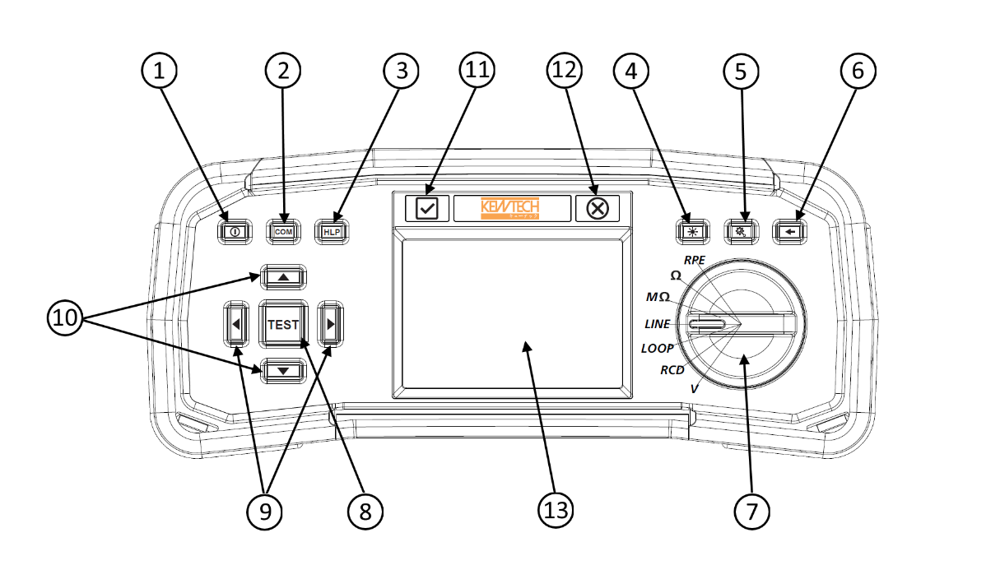 1
2
3
11
12
4
5
6
KEWTECH
COM
HLP
RPE
Ω
MΩ
10
TEST
LINE
LOOP
RCD
V
9
8
13
7